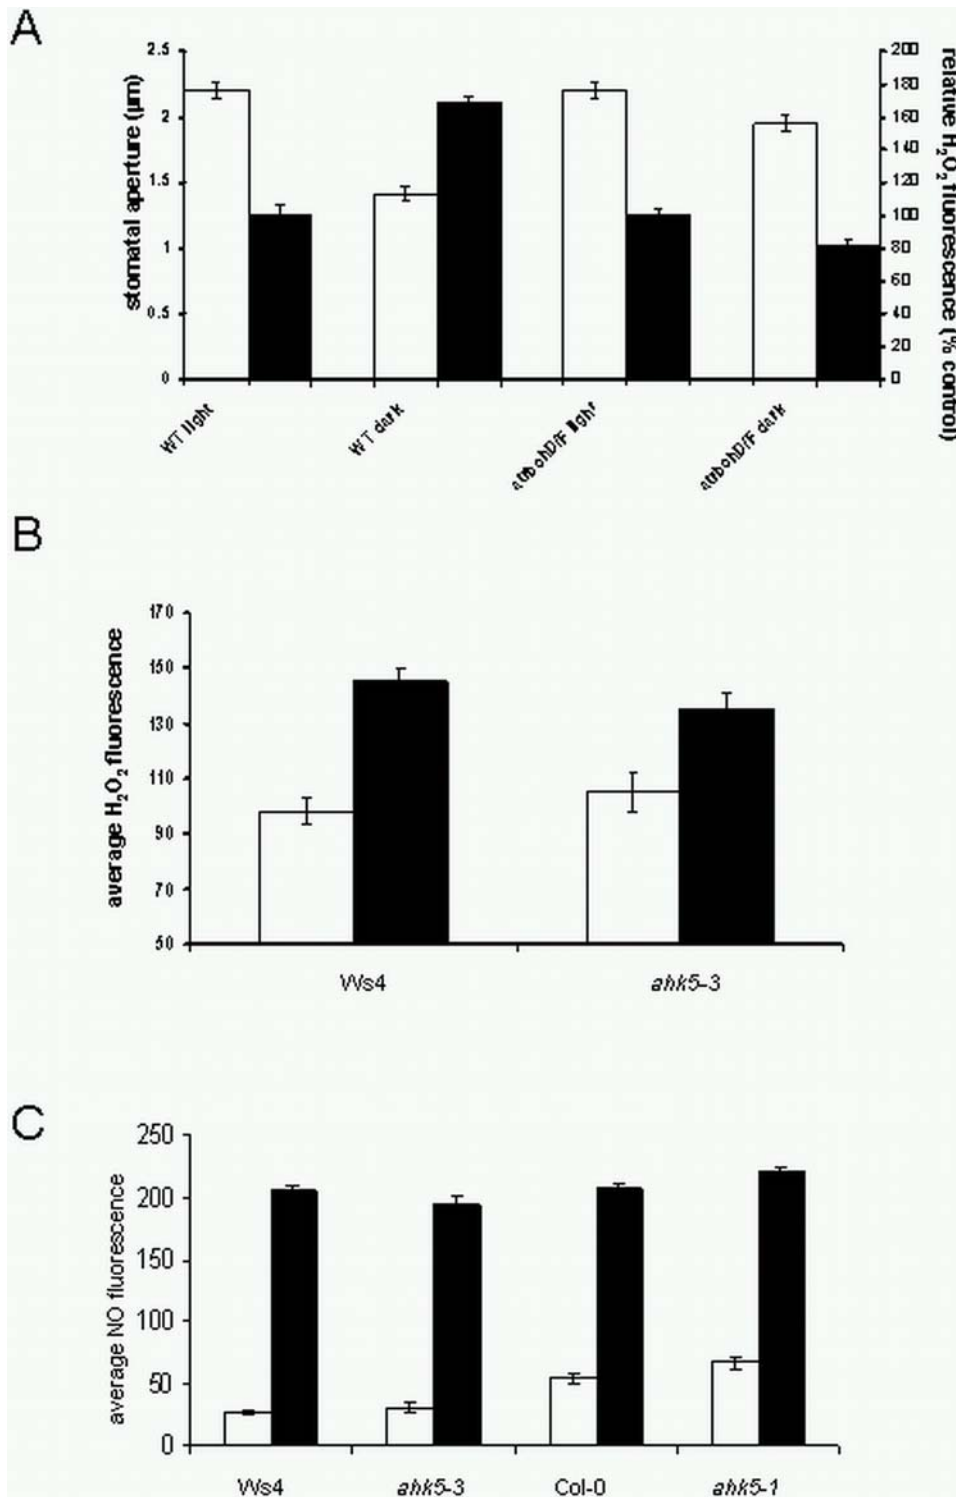 A
stomatal aperture (µm)
2.5
2
1.5
1
0.5
0
200
180
160
140
120
100
80
60
40
20
0
relative H2O2 fluorescence (% control)
WT light
WT dark
atrbohD/F light
atrbohD/F dark
B
average H2O2 fluorescence
170
150
130
110
90
70
50
Ws4
ahk5-3
C
average NO fluorescence
250
200
150
100
50
0
Ws4
ahk5-3
Col-0
ahk5-1